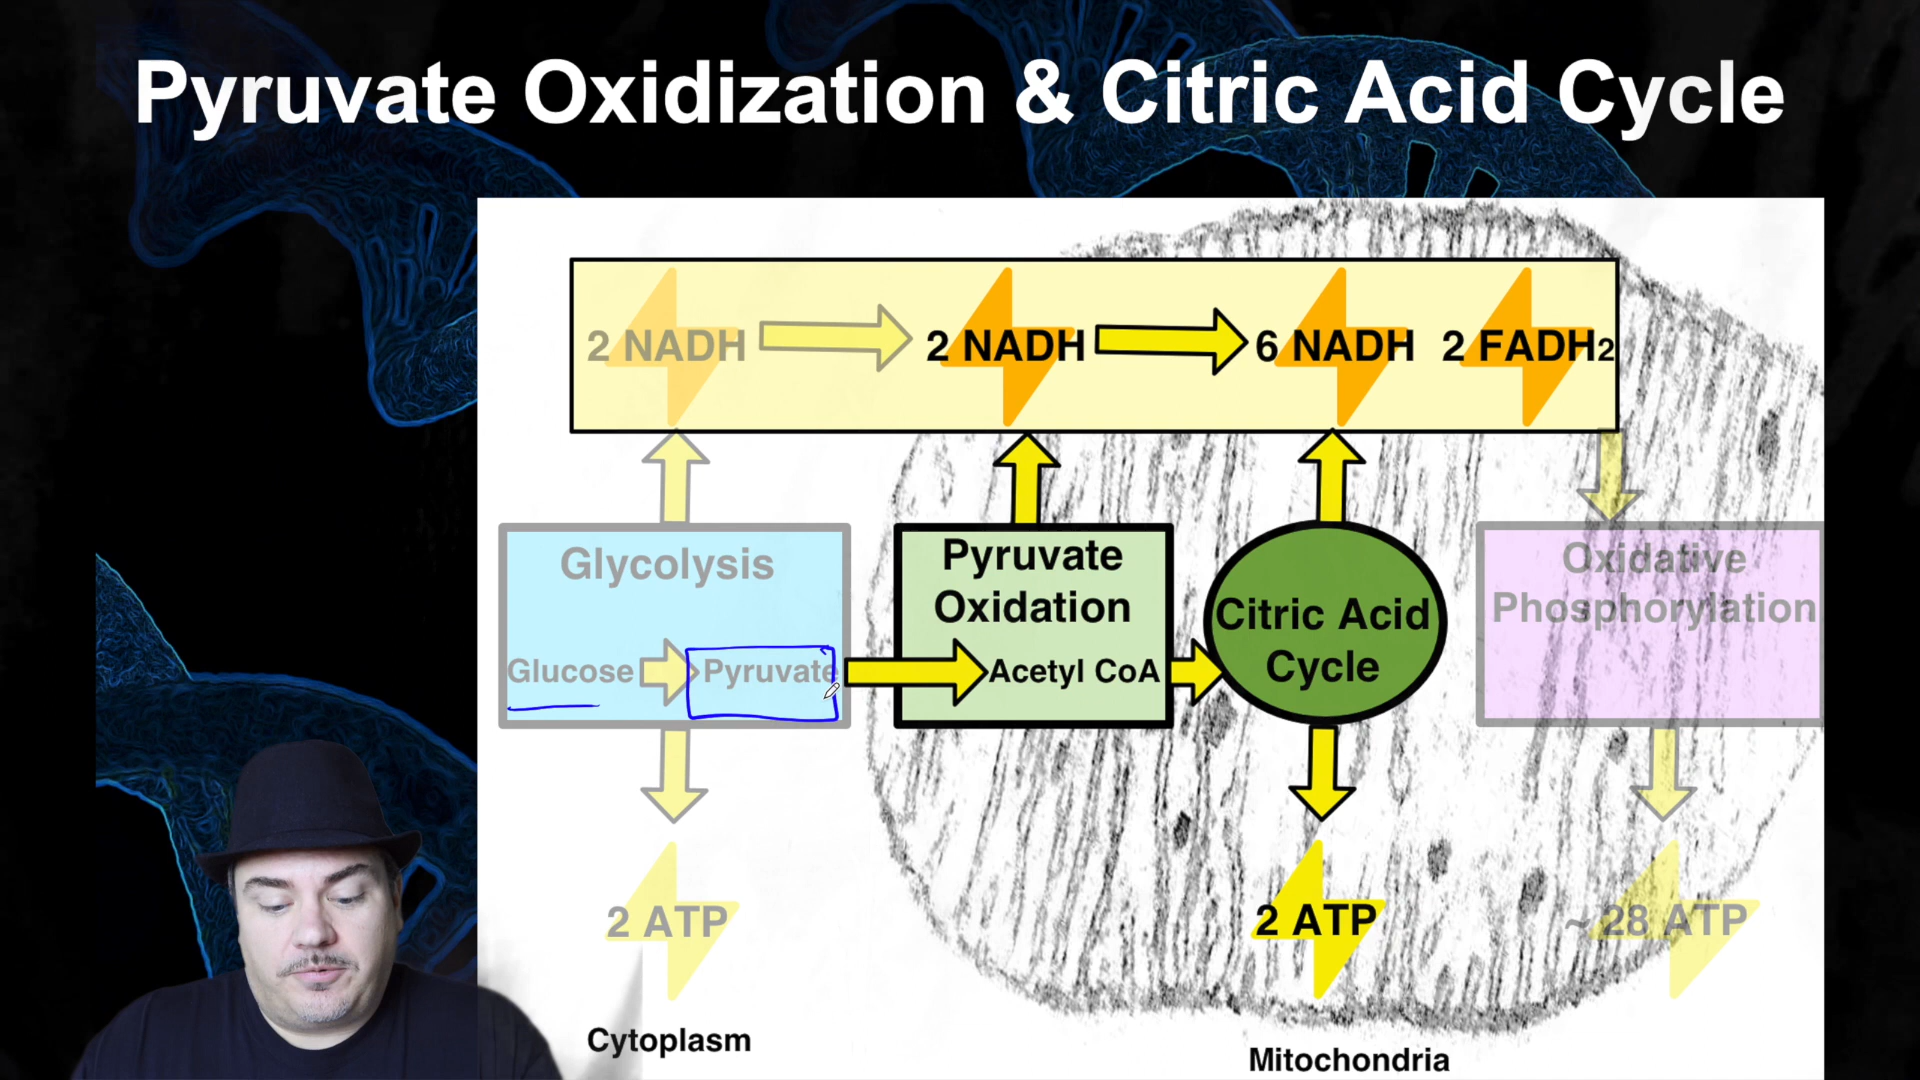 Pyruvate Oxidization & Citric Acid Cycle
2 NADH
2 NADH
6 NADH
2 FADH₂
Glycolysis
Glucose
Pyruvate
Pyruvate
Oxidation
Acetyl CoA
Citric Acid
Cycle
Oxidative
Phosphorylation
2 ATP
2 ATP
~ 28 ATP
Cytoplasm
Mitochondria